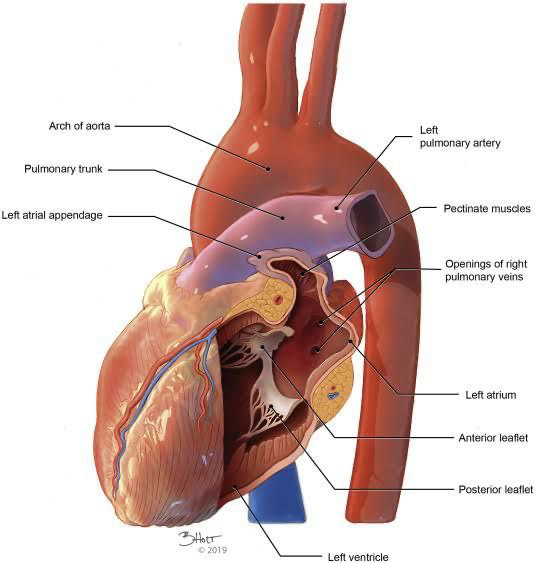 Arch of aorta
Left
pulmonary artery
Pulmonary trunk
Pectinate muscles
Left atrial appendage
Openings of right
pulmonary veins
Left atrium
Anterior leaflet
Posterior leaflet
BHOLT
© 2019
Left ventricle